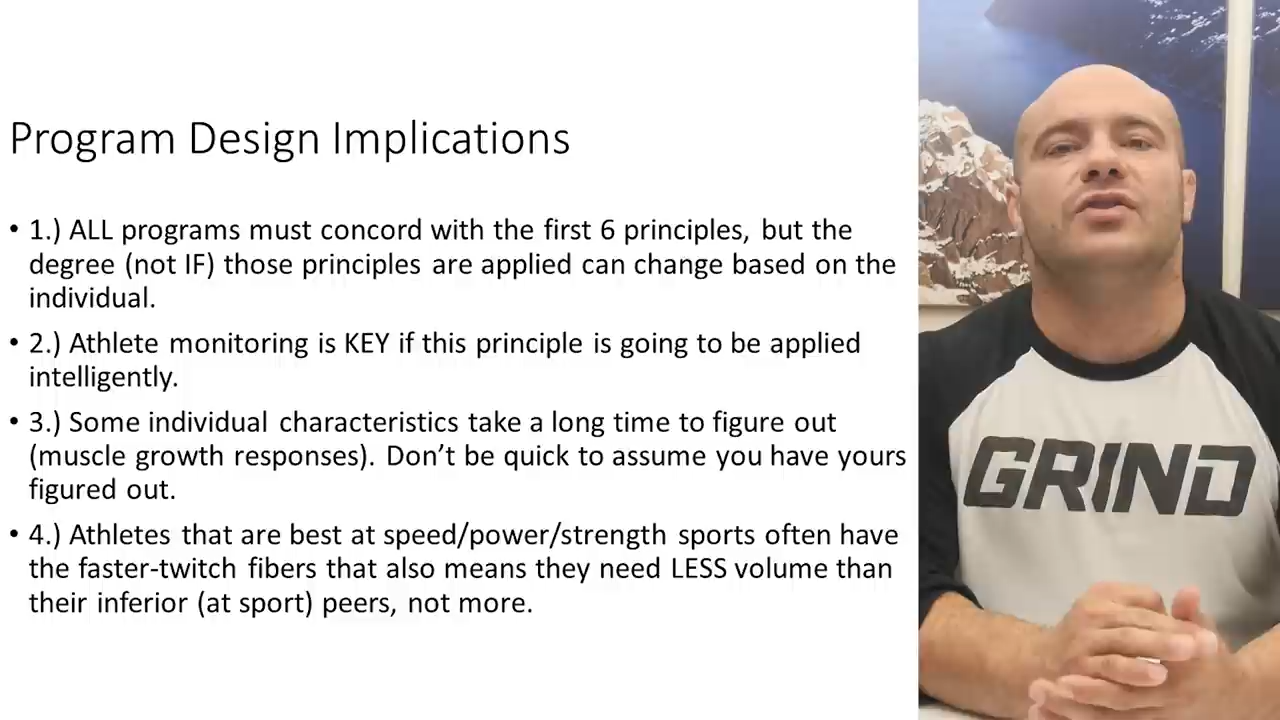 Program Design Implications
• 1.) ALL programs must concord with the first 6 principles, but the
degree (not IF) those principles are applied can change based on the
individual.
• 2.) Athlete monitoring is KEY if this principle is going to be applied
intelligently.
• 3.) Some individual characteristics take a long time to figure out
(muscle growth responses). Don’t be quick to assume you have yours
figured out.
• 4.) Athletes that are best at speed/power/strength sports often have
the faster-twitch fibers that also means they need LESS volume than
their inferior (at sport) peers, not more.
GRIND